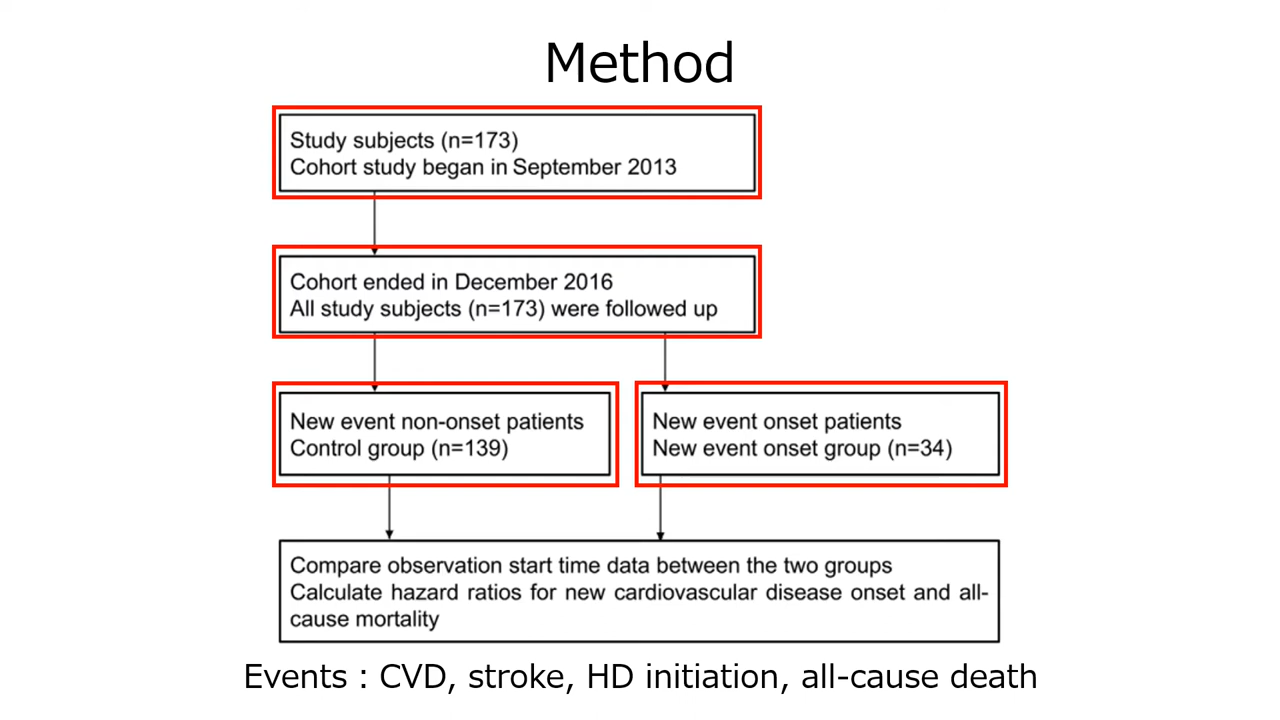 Method
Study subjects (n=173)
Cohort study began in September 2013
Cohort ended in December 2016
All study subjects (n=173) were followed up
New event non-onset patients
Control group (n=139)
New event onset patients
New event onset group (n=34)
Compare observation start time data between the two groups
Calculate hazard ratios for new cardiovascular disease onset and all-
cause mortality
Events : CVD, stroke, HD initiation, all-cause death